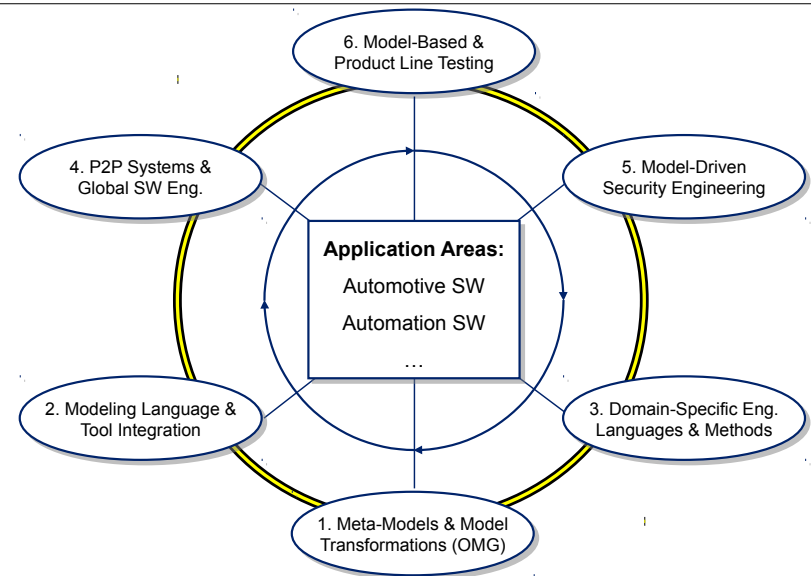 6. Model-Based &
Product Line Testing
4. P2P Systems &
Global SW Eng.
5. Model-Driven
Security Engineering
Application Areas:
Automotive SW
Automation SW
…
2. Modeling Language &
Tool Integration
3. Domain-Specific Eng.
Languages & Methods
1. Meta-Models & Model
Transformations (OMG)